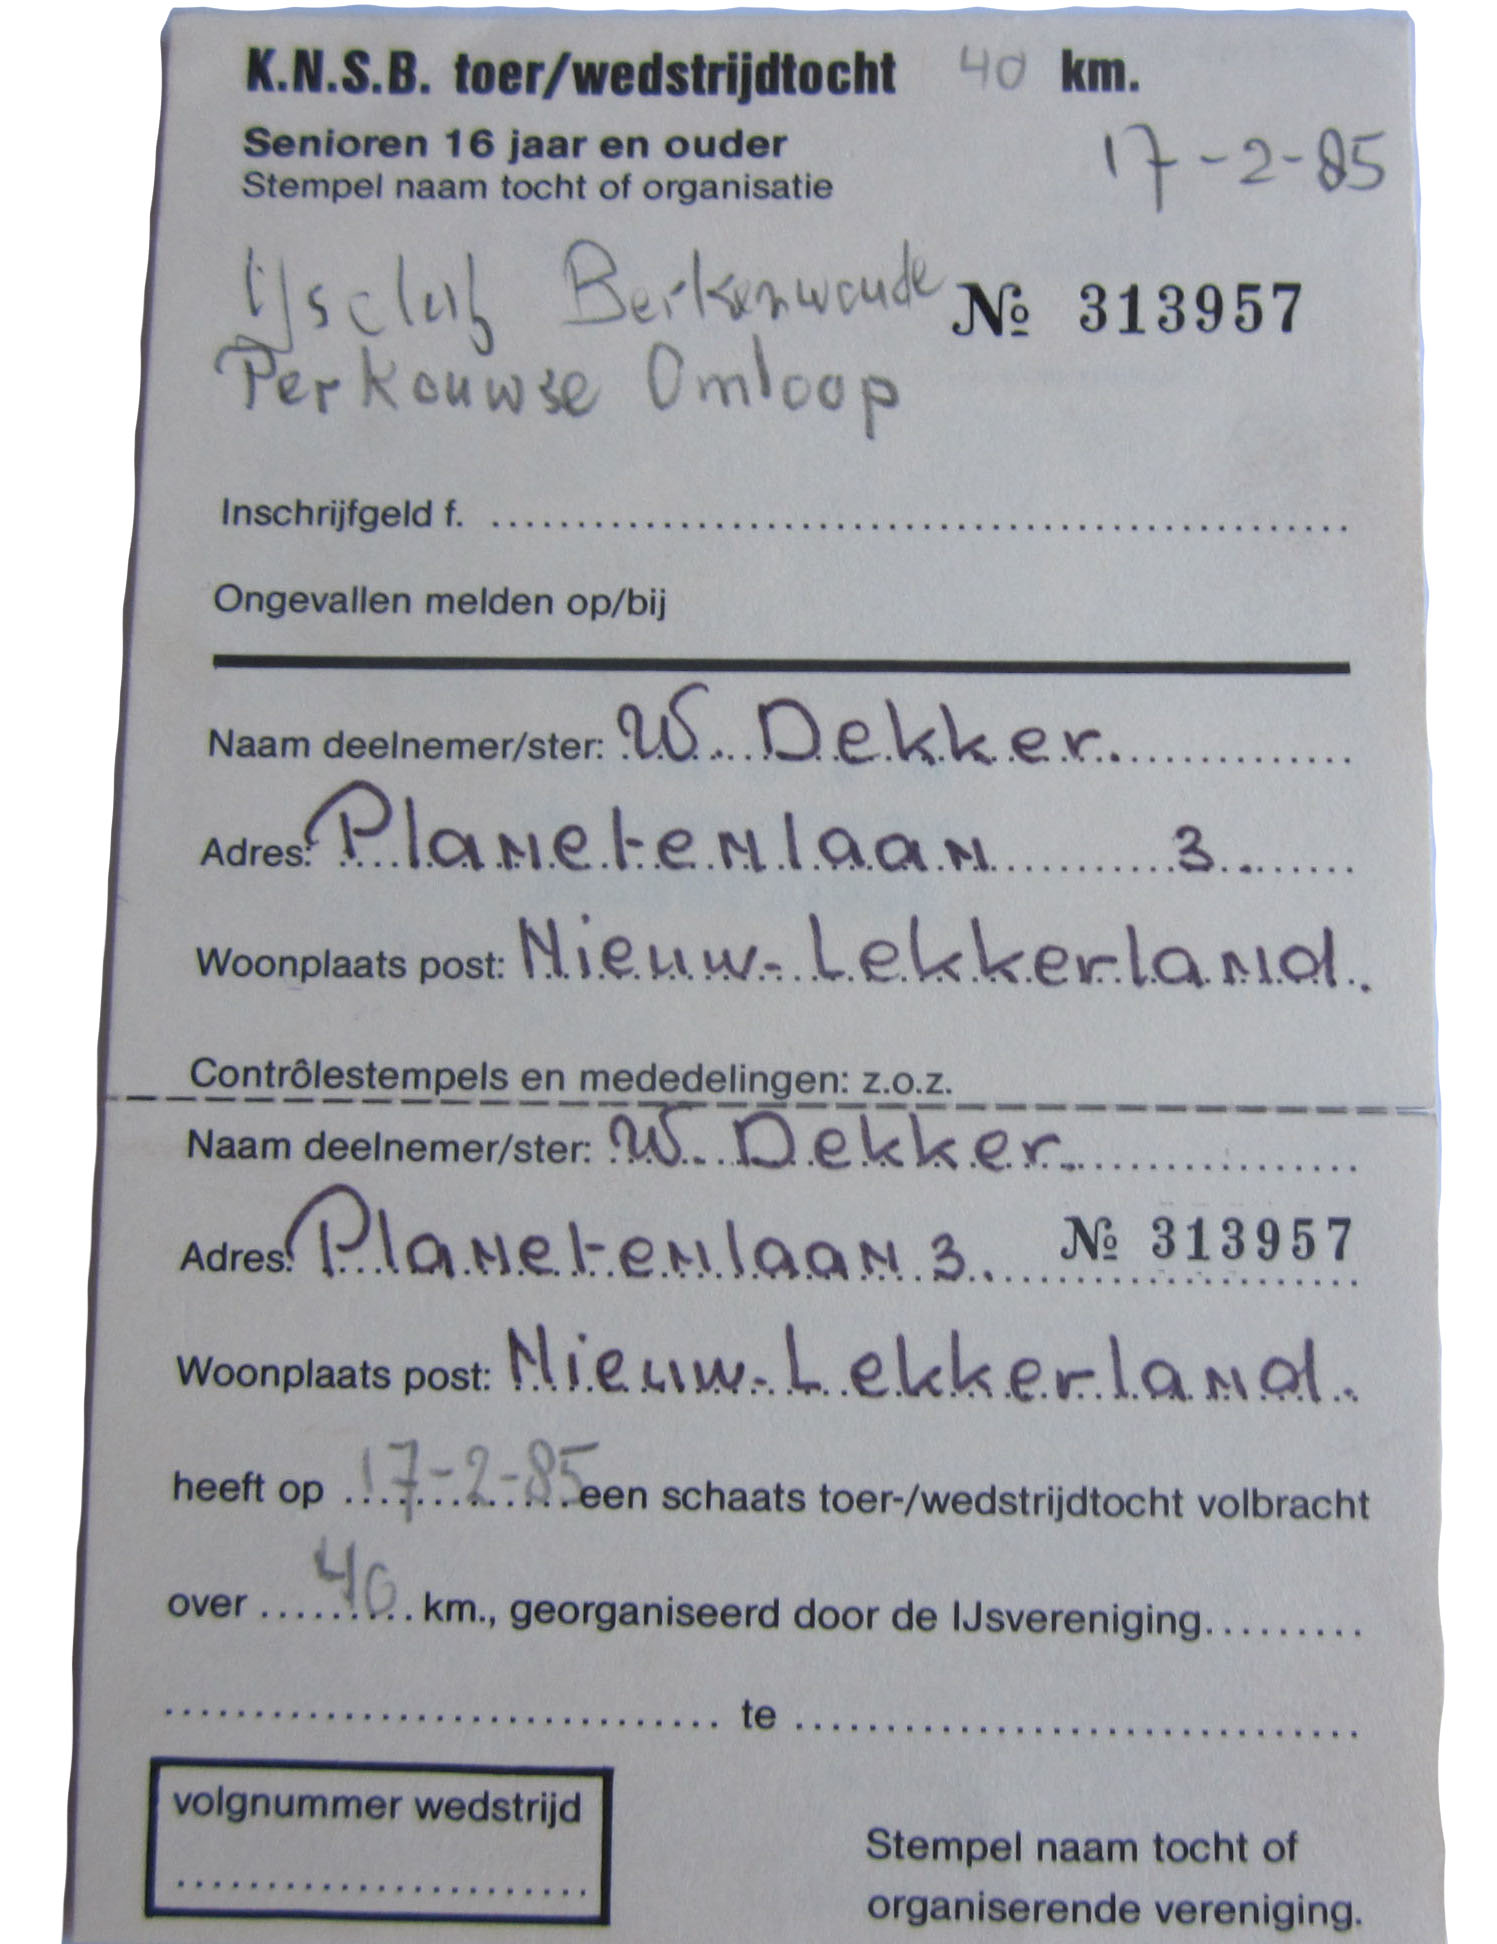 K.N.S.B. toer/wedstrijdtocht 40 km.
Senioren 16 jaar en ouder
17-2-85
Stempel naam tocht of organisatie
IJsclub Berkenwoude
№ 313957
Perkouwse Omloop
Inschrijfgeld f. ........................................
Ongevallen melden op/bij
Naam deelnemer/ster: W. Dekker.
Adres: Planetenlaan 3
Woonplaats post: Nieuw-Lekkerland.
Contrôlestempels en mededelingen: z.o.z.
Naam deelnemer/ster: W. Dekker
Adres: Planetenlaan 3. № 313957
Woonplaats post: Nieuw-Lekkerland.
heeft op 17-2-85 een schaats toer-/wedstrijdtocht volbracht
over 40 km., georganiseerd door de IJsvereniging.........
........................ te ........................
volgnummer wedstrijd
Stempel naam tocht of
organiserende vereniging.